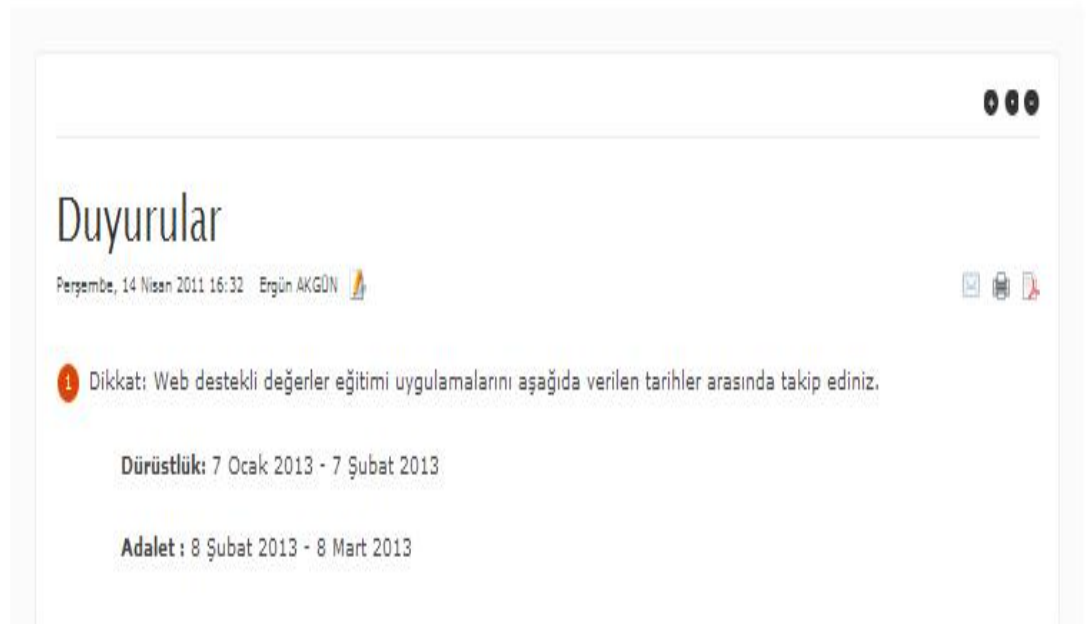 Duyurular
Perşembe, 14 Nisan 2011 16:32 Ergün AKGÜN
1 Dikkat: Web destekli değerler eğitimi uygulamalarını aşağıda verilen tarihler arasında takip ediniz.
Dürüstlük: 7 Ocak 2013 - 7 Şubat 2013
Adalet : 8 Şubat 2013 - 8 Mart 2013